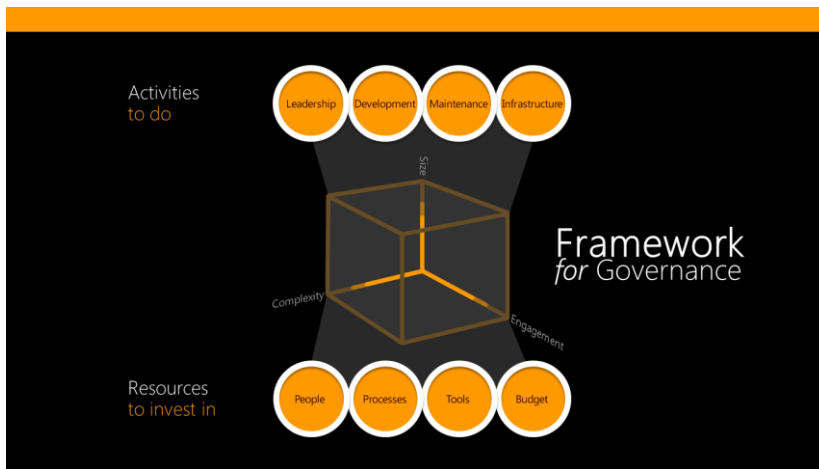 Activities
to do
Leadership
Development
Maintenance
Infrastructure
Size
Framework
for Governance
Complexity
Engagement
Resources
to invest in
People
Processes
Tools
Budget